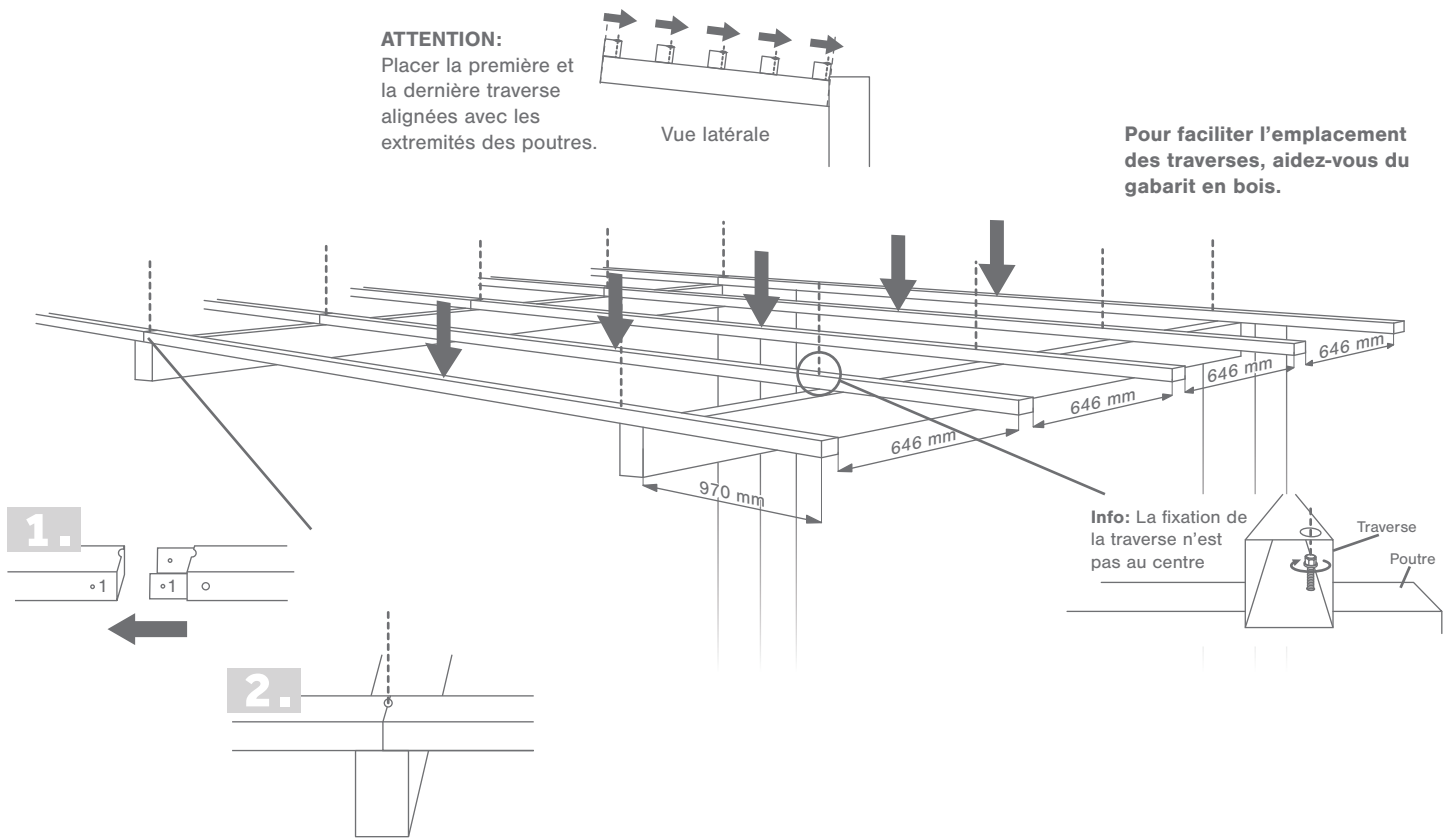 ATTENTION:
Placer la première et
la dernière traverse
alignées avec les
extremités des poutres.
Vue latérale
Pour faciliter l’emplacement
des traverses, aidez-vous du
gabarit en bois.
646 mm
646 mm
646 mm
646 mm
970 mm
Info: La fixation de
la traverse n’est
pas au centre
Traverse
Poutre
1.
1
1
2.